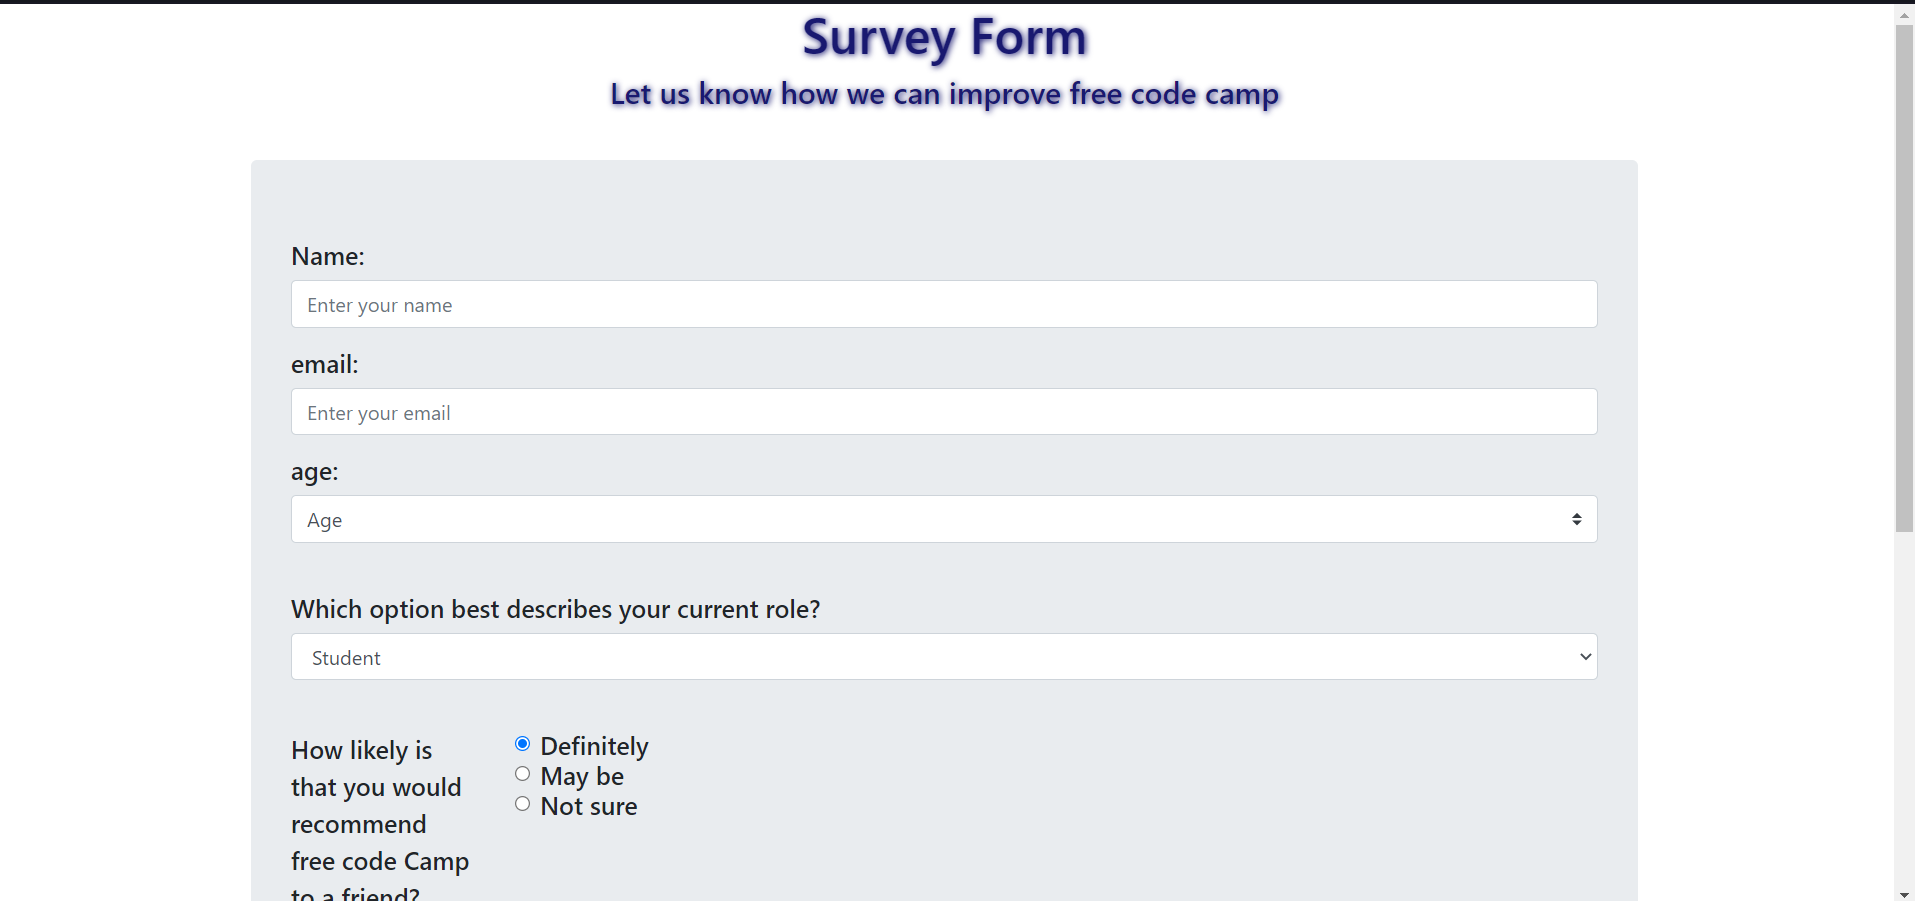 Survey Form
Let us know how we can improve free code camp
Name:
Enter your name
email:
Enter your email
age:
Age
Which option best describes your current role?
Student
How likely is
that you would
recommend
free code Camp
to a friend?
Definitely
May be
Not sure